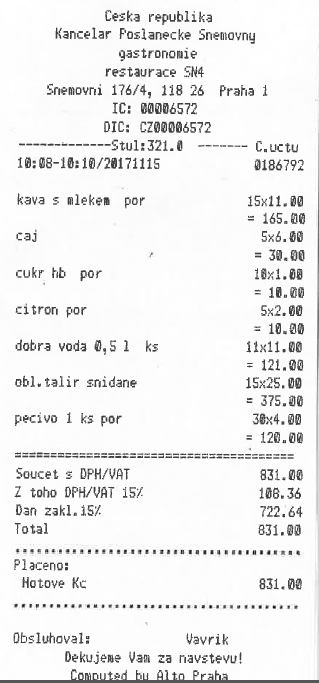 Ceska republika
Kancelar Poslanecke Snemovny
gastronomie
restaurace SN4
Snemovni 176/4, 118 26 Praha 1
IC: 00006572
DIC: CZ00006572
-------------Stul:321.0 ------- C.uctu
10:08-10:10/20171115 0186792
kava s mlekem por 15x11.00
= 165.00
caj 5x6.00
= 30.00
cukr hb por 10x1.00
= 10.00
citron por 5x2.00
= 10.00
dobra voda 0,5 l ks 11x11.00
= 121.00
obl.talir snidane 15x25.00
= 375.00
pecivo 1 ks por 30x4.00
= 120.00
=======================================
Soucet s DPH/VAT 831.00
Z toho DPH/VAT 15% 108.36
Dan zakl.15% 722.64
Total 831.00
Placeno:
Hotove Kc 831.00
Obsluhoval: Vavrik
Dekujeme Vam za navstevu!
Computed by Alto Praha